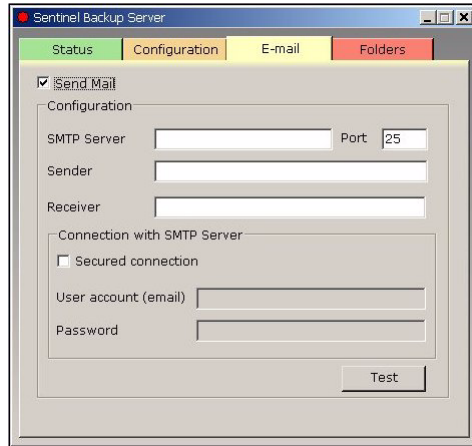 Sentinel Backup Server
Status Configuration E-mail Folders
Send Mail
Configuration
SMTP Server Port 25
Sender
Receiver
Connection with SMTP Server
Secured connection
User account (email)
Password
Test